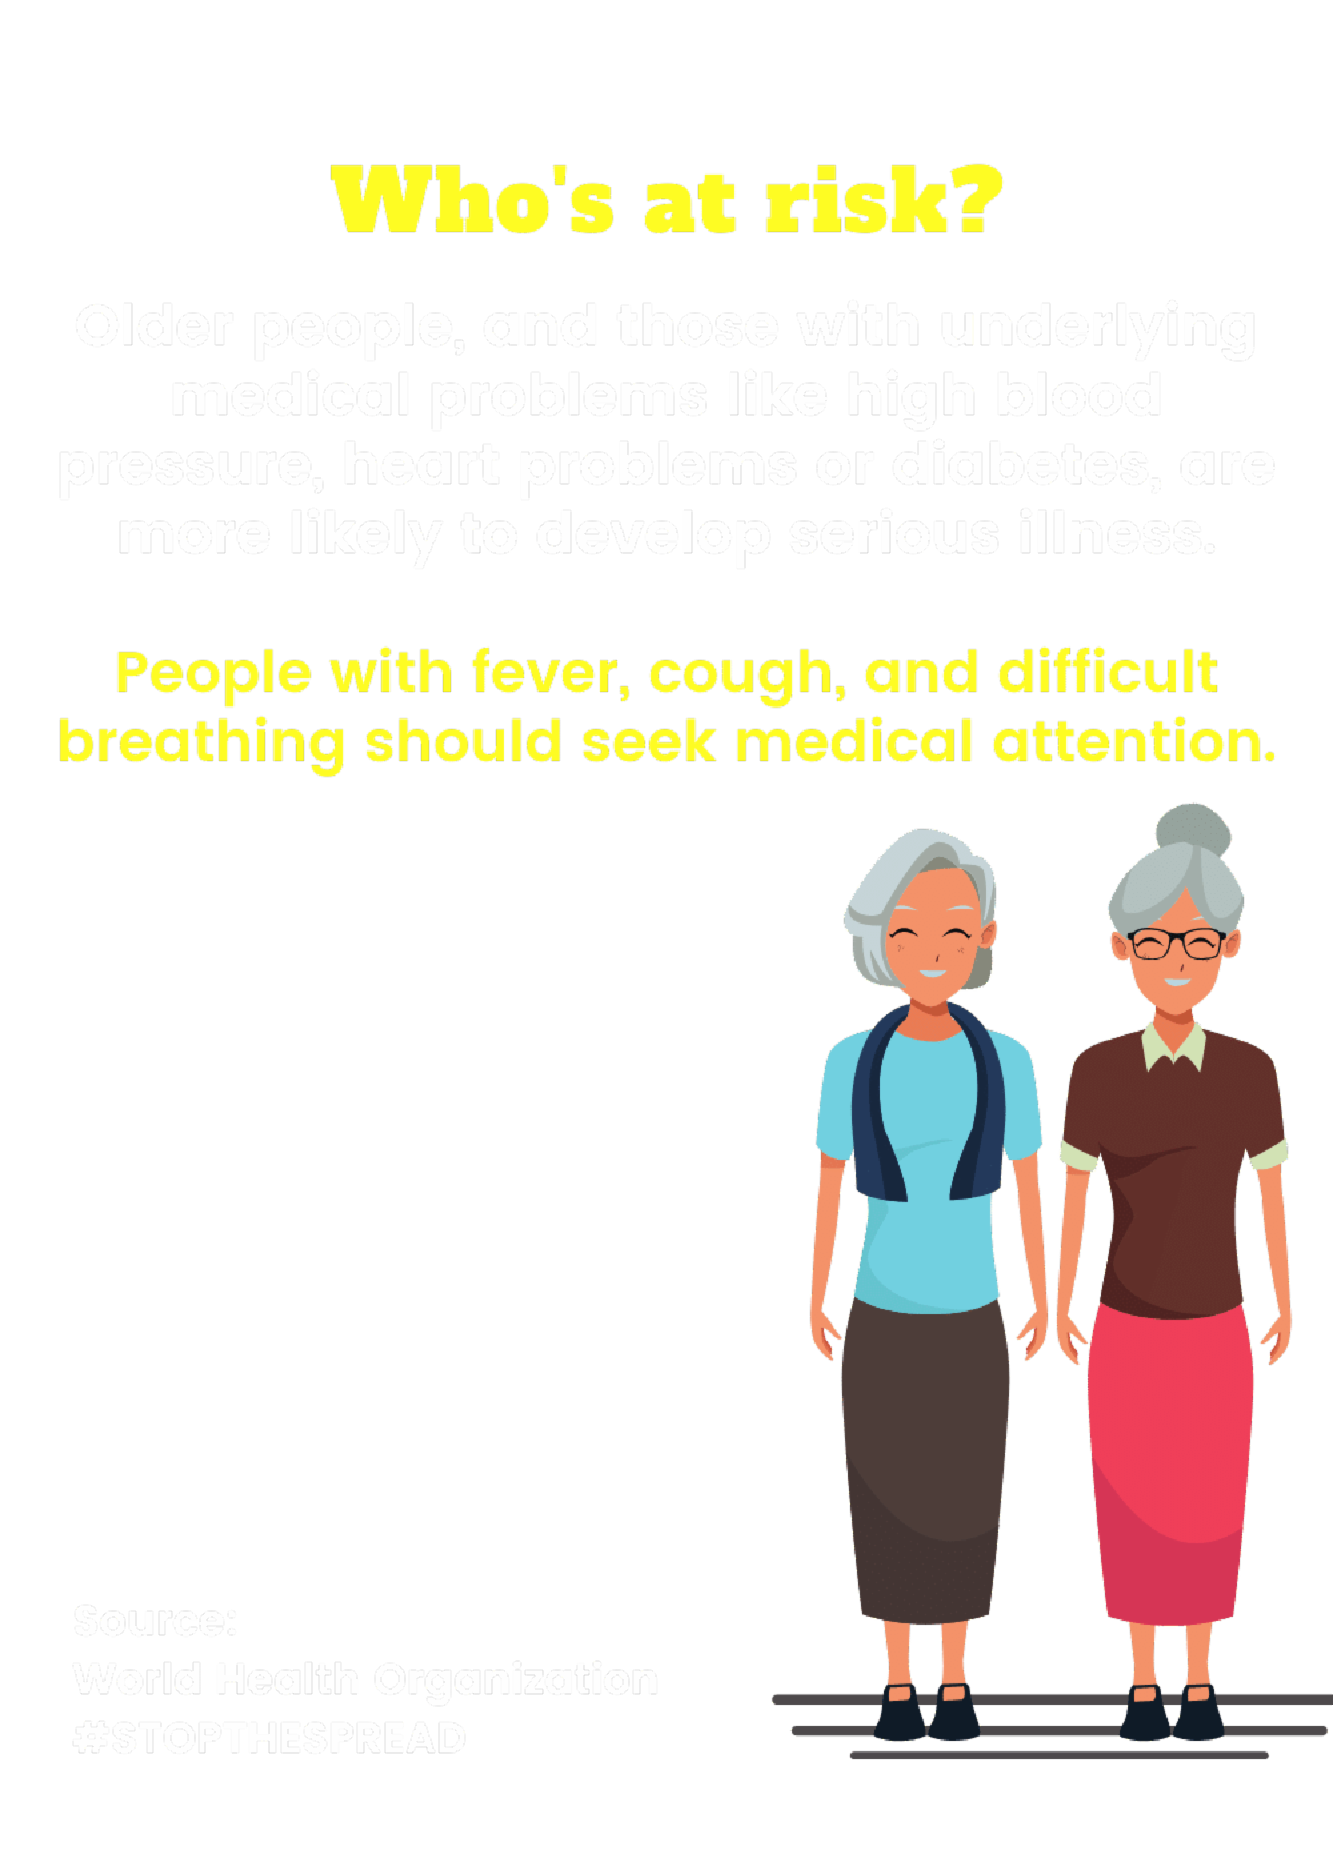 Who's at risk?
Older people, and those with underlying
medical problems like high blood
pressure, heart problems or diabetes, are
more likely to develop serious illness.
People with fever, cough, and difficult
breathing should seek medical attention.
Source:
World Health Organization
#STOPTHESPREAD